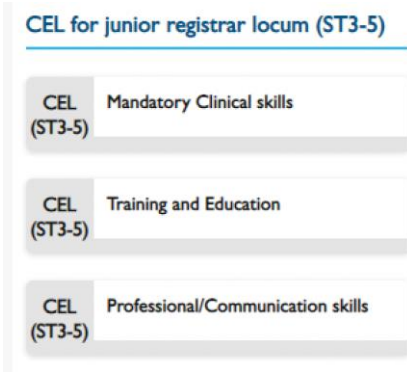 CEL for junior registrar locum (ST3-5)
CEL
(ST3-5)
Mandatory Clinical skills
CEL
(ST3-5)
Training and Education
CEL
(ST3-5)
Professional/Communication skills